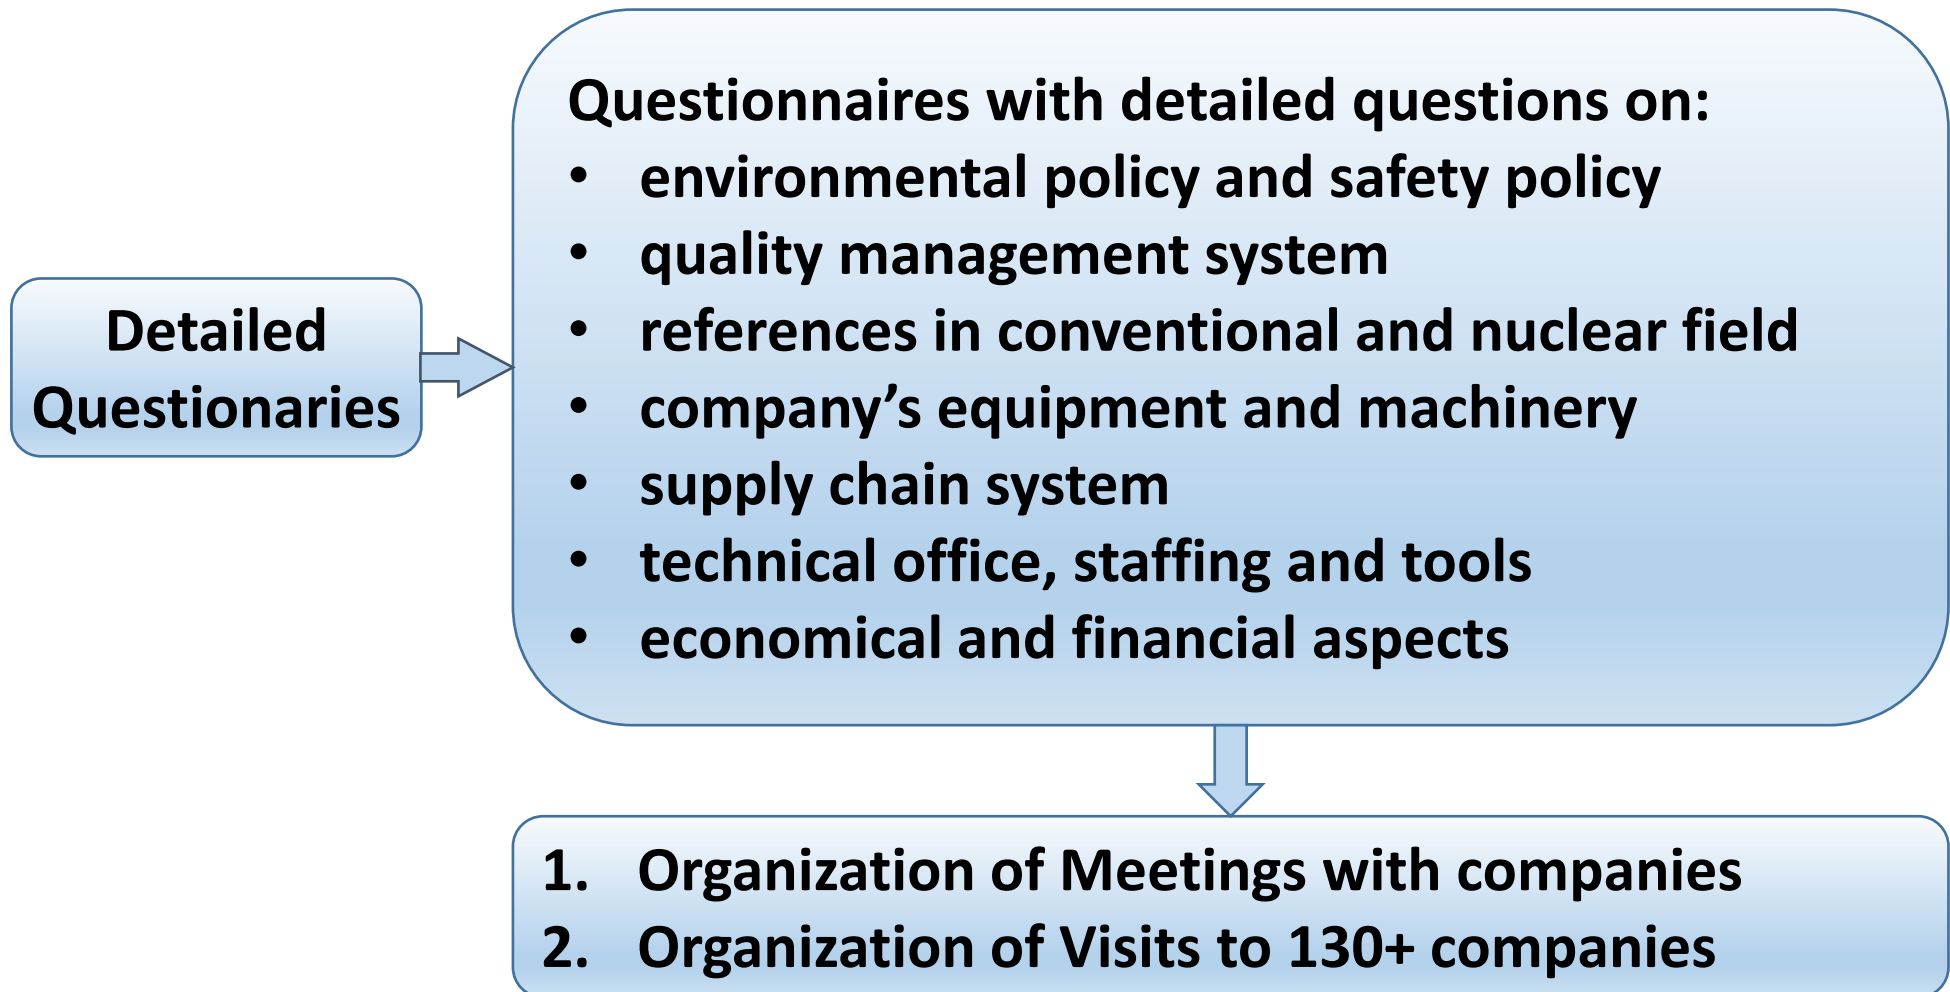 Detailed
Questionaries
Questionnaires with detailed questions on:
• environmental policy and safety policy
• quality management system
• references in conventional and nuclear field
• company’s equipment and machinery
• supply chain system
• technical office, staffing and tools
• economical and financial aspects
1. Organization of Meetings with companies
2. Organization of Visits to 130+ companies